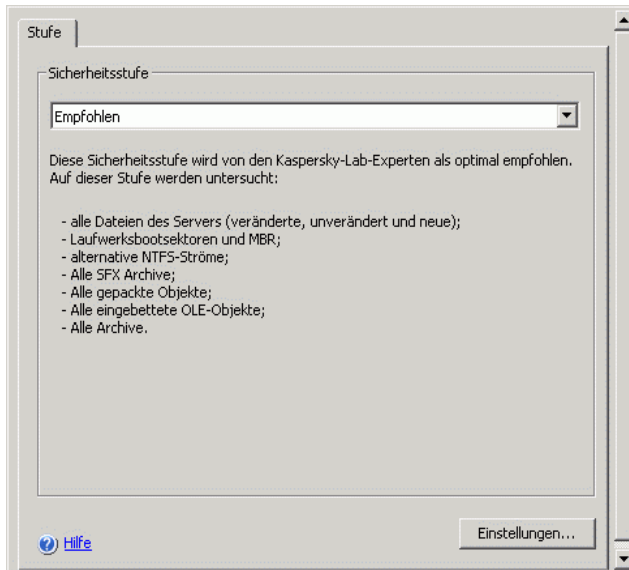 Stufe
Sicherheitsstufe
Empfohlen
Diese Sicherheitsstufe wird von den Kaspersky-Lab-Experten als optimal empfohlen.
Auf dieser Stufe werden untersucht:
- alle Dateien des Servers (veränderte, unverändert und neue);
- Laufwerksbootsektoren und MBR;
- alternative NTFS-Ströme;
- Alle SFX Archive;
- Alle gepackte Objekte;
- Alle eingebettete OLE-Objekte;
- Alle Archive.
Einstellungen...
Hilfe